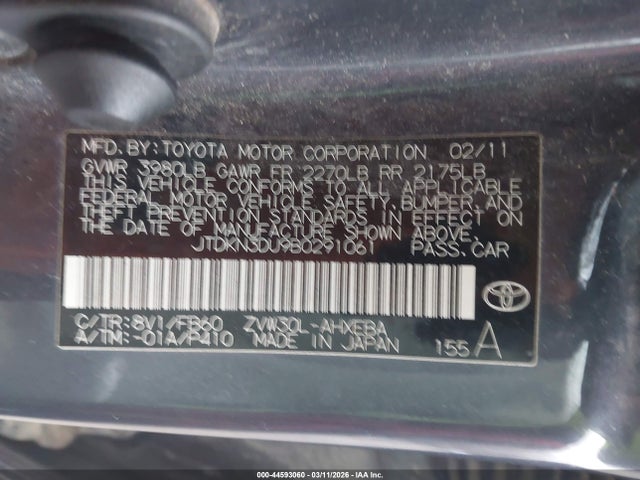 MFD.BY:TOYOTA MOTOR CORPORATION 02/11
GVWR 3980LB GAWR FR 2270LB RR 2175LB
THIS VEHICLE CONFORMS TO ALL APPLICABLE
FEDERAL MOTOR VEHICLE SAFETY,BUMPER,AND
THEFT PREVENTION STANDARDS IN EFFECT ON
THE DATE OF MANUFACTURE SHOWN ABOVE.
JTDKN3DU9B0291061 PASS.CAR
C/TR:8V1/FB60 ZVW30L-AHXEBA
A/TM:-01A/P410 MADE IN JAPAN 155 A
000-44593060 - 03/11/2026 - IAA Inc.